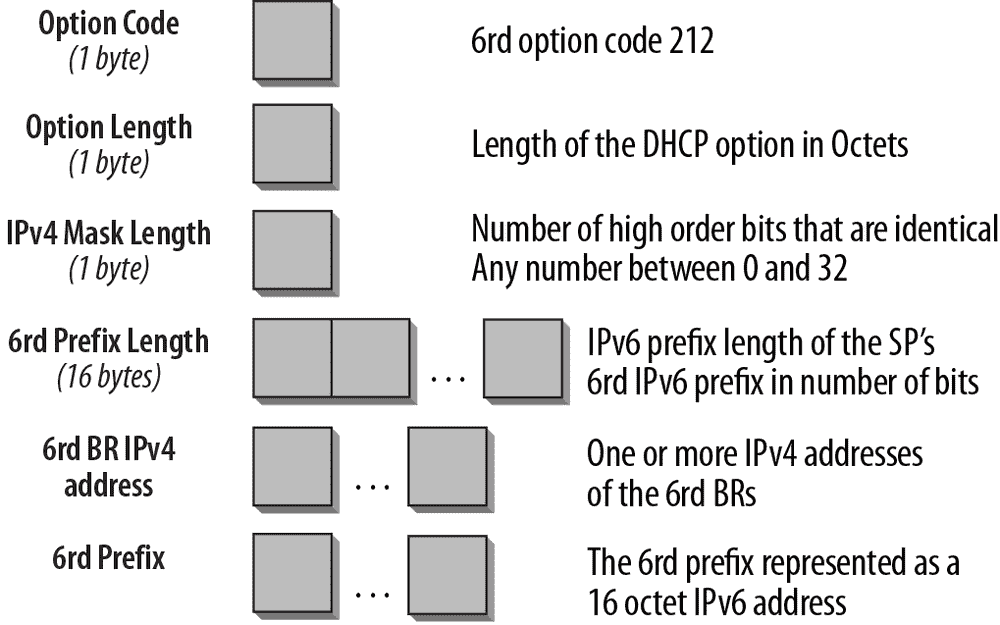 Option Code
(1 byte)
6rd option code 212
Option Length
(1 byte)
Length of the DHCP option in Octets
IPv4 Mask Length
(1 byte)
Number of high order bits that are identical
Any number between 0 and 32
6rd Prefix Length
(16 bytes)
...
IPv6 prefix length of the SP’s
6rd IPv6 prefix in number of bits
6rd BR IPv4
address
...
One or more IPv4 addresses
of the 6rd BRs
6rd Prefix
...
The 6rd prefix represented as a
16 octet IPv6 address